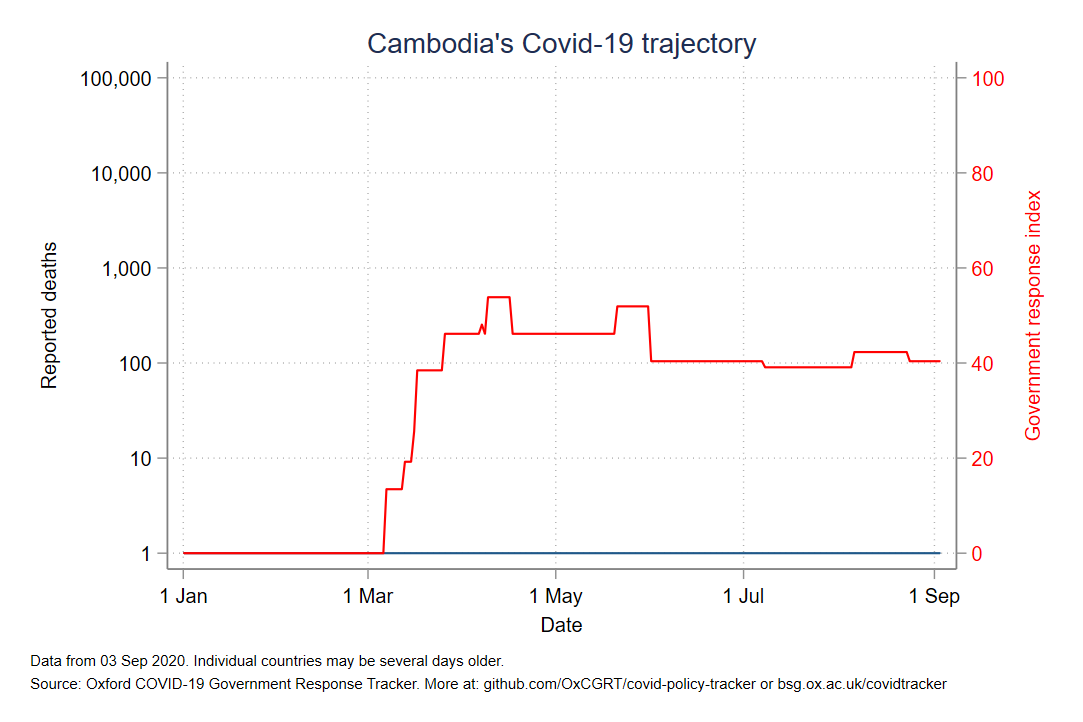 Cambodia's Covid-19 trajectory
100,000
10,000
1,000
100
10
1
Reported deaths
100
80
60
40
20
0
Government response index
1 Jan
1 Mar
1 May
1 Jul
1 Sep
Date
Data from 03 Sep 2020. Individual countries may be several days older.
Source: Oxford COVID-19 Government Response Tracker. More at: github.com/OxCGRT/covid-policy-tracker or bsg.ox.ac.uk/covidtracker